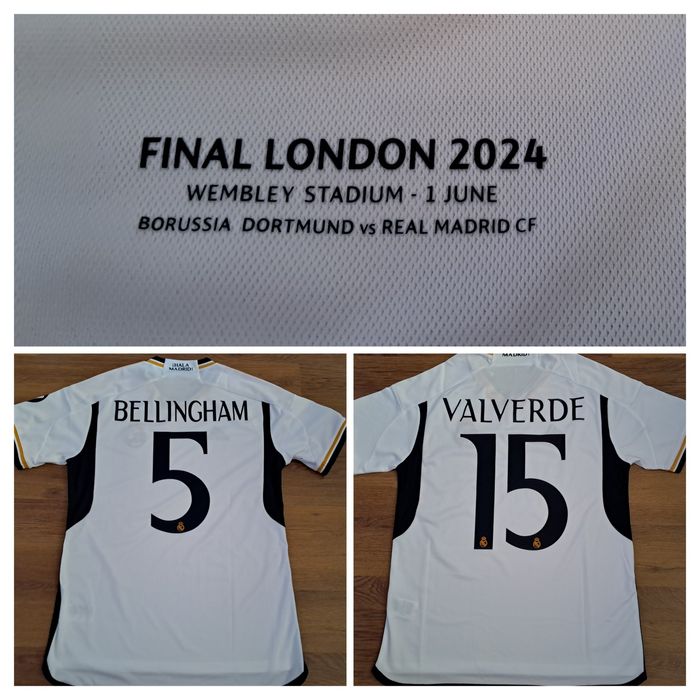 FINAL LONDON 2024
WEMBLEY STADIUM - 1 JUNE
BORUSSIA DORTMUND vs REAL MADRID CF
¡HALA
MADRID!
BELLINGHAM
5
MADRID!
VALVERDE
15